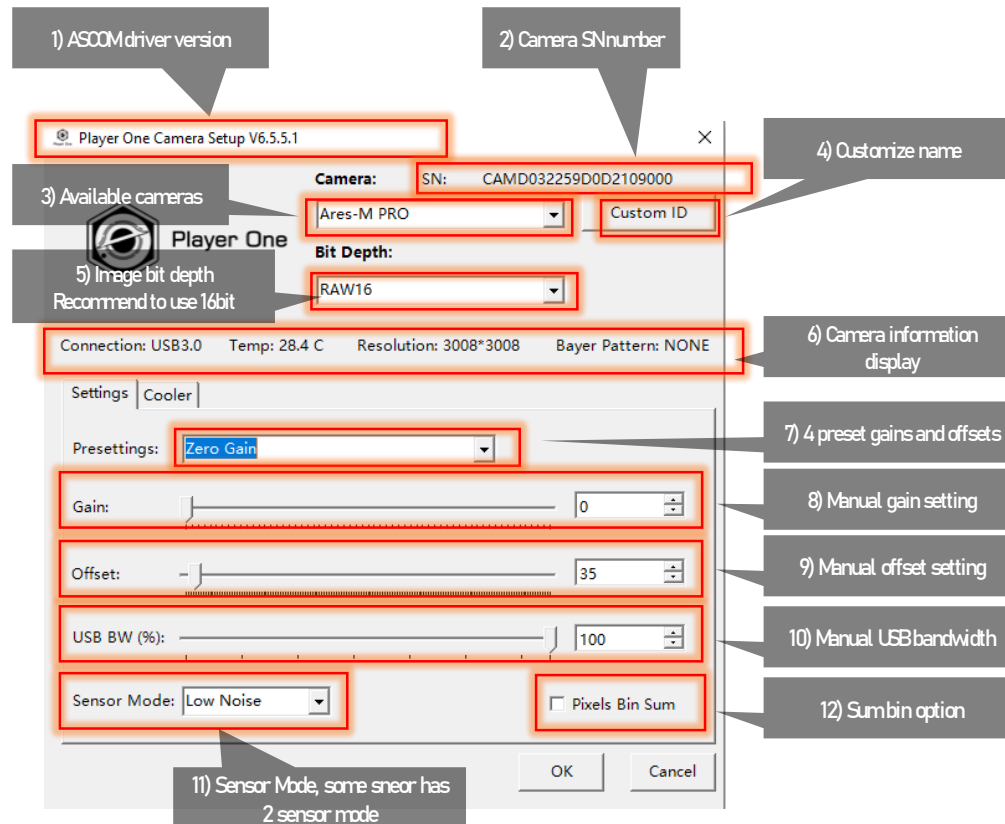 1) ASCOM driver version
2) Camera SN number
Player One Camera Setup V6.5.5.1
4) Customize name
Camera: SN: CAMD032259D0D2109000
3) Available cameras
Ares-M PRO
Custom ID
Player One
Bit Depth:
5) Image bit depth
Recommend to use 16bit
RAW16
6) Camera information
display
Connection: USB3.0 Temp: 28.4 C Resolution: 3008*3008 Bayer Pattern: NONE
Settings Cooler
7) 4 preset gains and offsets
Presettings: Zero Gain
8) Manual gain setting
Gain: 0
9) Manual offset setting
Offset: 35
10) Manual USB bandwidth
USB BW (%): 100
Sensor Mode: Low Noise
Pixels Bin Sum
12) Sum bin option
OK Cancel
11) Sensor Mode, some sneor has
2 sensor mode